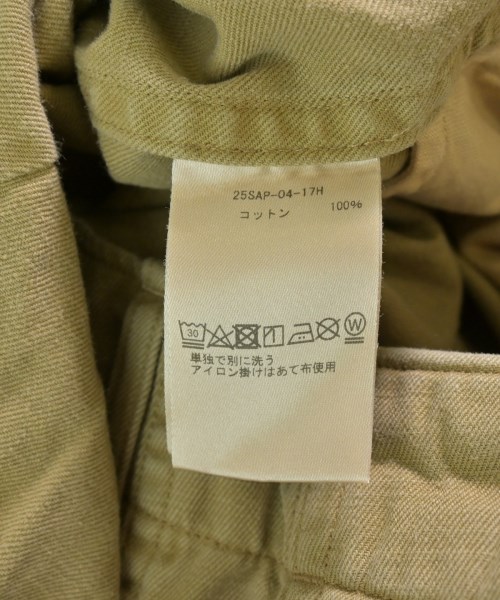 25SAP-04-17H
コットン 100%
30 W
単独で別に洗う
アイロン掛けはあて布使用